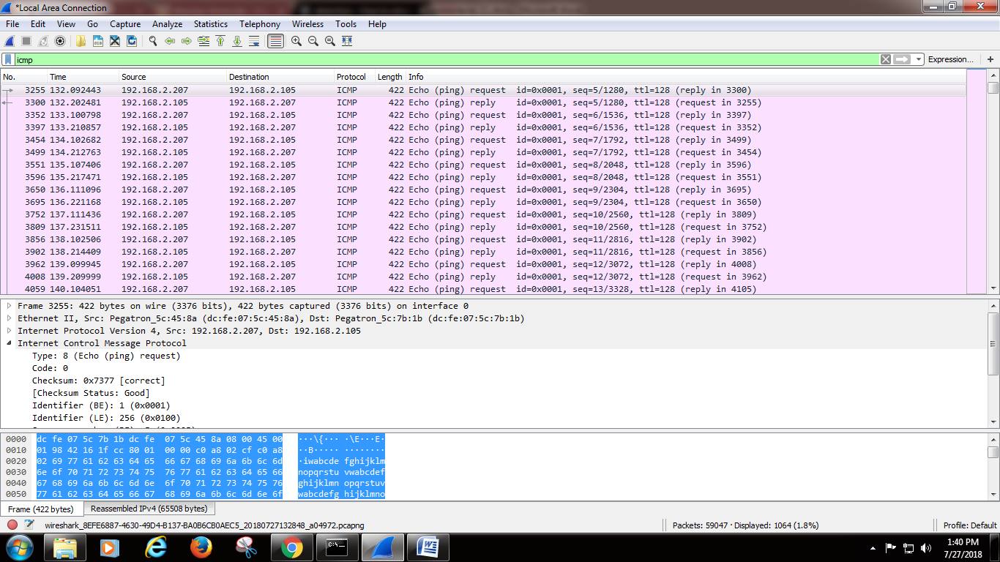 *Local Area Connection
File Edit View Go Capture Analyze Statistics Telephony Wireless Tools Help
icmp Expression... +
No. Time Source Destination Protocol Length Info
3255 132.092443 192.168.2.207 192.168.2.105 ICMP 422 Echo (ping) request id=0x0001, seq=5/1280, ttl=128 (reply in 3300)
3300 132.202481 192.168.2.105 192.168.2.207 ICMP 422 Echo (ping) reply id=0x0001, seq=5/1280, ttl=128 (request in 3255)
3352 133.100798 192.168.2.207 192.168.2.105 ICMP 422 Echo (ping) request id=0x0001, seq=6/1536, ttl=128 (reply in 3397)
3397 133.210857 192.168.2.105 192.168.2.207 ICMP 422 Echo (ping) reply id=0x0001, seq=6/1536, ttl=128 (request in 3352)
3454 134.102682 192.168.2.207 192.168.2.105 ICMP 422 Echo (ping) request id=0x0001, seq=7/1792, ttl=128 (reply in 3499)
3499 134.212763 192.168.2.105 192.168.2.207 ICMP 422 Echo (ping) reply id=0x0001, seq=7/1792, ttl=128 (request in 3454)
3551 135.107406 192.168.2.207 192.168.2.105 ICMP 422 Echo (ping) request id=0x0001, seq=8/2048, ttl=128 (reply in 3596)
3596 135.217471 192.168.2.105 192.168.2.207 ICMP 422 Echo (ping) reply id=0x0001, seq=8/2048, ttl=128 (request in 3551)
3650 136.111096 192.168.2.207 192.168.2.105 ICMP 422 Echo (ping) request id=0x0001, seq=9/2304, ttl=128 (reply in 3695)
3695 136.221168 192.168.2.105 192.168.2.207 ICMP 422 Echo (ping) reply id=0x0001, seq=9/2304, ttl=128 (request in 3650)
3752 137.111436 192.168.2.207 192.168.2.105 ICMP 422 Echo (ping) request id=0x0001, seq=10/2560, ttl=128 (reply in 3809)
3809 137.231511 192.168.2.105 192.168.2.207 ICMP 422 Echo (ping) reply id=0x0001, seq=10/2560, ttl=128 (request in 3752)
3856 138.102506 192.168.2.207 192.168.2.105 ICMP 422 Echo (ping) request id=0x0001, seq=11/2816, ttl=128 (reply in 3902)
3902 138.214409 192.168.2.105 192.168.2.207 ICMP 422 Echo (ping) reply id=0x0001, seq=11/2816, ttl=128 (request in 3856)
3962 139.099945 192.168.2.207 192.168.2.105 ICMP 422 Echo (ping) request id=0x0001, seq=12/3072, ttl=128 (reply in 4008)
4008 139.209999 192.168.2.105 192.168.2.207 ICMP 422 Echo (ping) reply id=0x0001, seq=12/3072, ttl=128 (request in 3962)
4059 140.104051 192.168.2.207 192.168.2.105 ICMP 422 Echo (ping) request id=0x0001, seq=13/3328, ttl=128 (reply in 4105)
Frame 3255: 422 bytes on wire (3376 bits), 422 bytes captured (3376 bits) on interface 0
Ethernet II, Src: Pegatron_5c:45:8a (dc:fe:07:5c:45:8a), Dst: Pegatron_5c:7b:1b (dc:fe:07:5c:7b:1b)
Internet Protocol Version 4, Src: 192.168.2.207, Dst: 192.168.2.105
Internet Control Message Protocol
Type: 8 (Echo (ping) request)
Code: 0
Checksum: 0x7377 [correct]
[Checksum Status: Good]
Identifier (BE): 1 (0x0001)
Identifier (LE): 256 (0x0100)
0000 dc fe 07 5c 7b 1b dc fe 07 5c 45 8a 08 00 45 00 ···\{··· ·\E···E·
0010 01 98 42 16 1f cc 80 01 00 00 c0 a8 02 cf c0 a8 ··B····· ········
0020 02 69 77 61 62 63 64 65 66 67 68 69 6a 6b 6c 6d ·iwabcde fghijklm
0030 6e 6f 70 71 72 73 74 75 76 77 61 62 63 64 65 66 nopqrstu vwabcdef
0040 67 68 69 6a 6b 6c 6d 6e 6f 70 71 72 73 74 75 76 ghijklmn opqrstuv
0050 77 61 62 63 64 65 66 67 68 69 6a 6b 6c 6d 6e 6f wabcdefg hijklmno
Frame (422 bytes) Reassembled IPv4 (65508 bytes)
wireshark_8EFE6887-4630-49D4-B137-BA0B6CB0AEC5_20180727132848_a04972.pcapng Packets: 59047 · Displayed: 1064 (1.8%) Profile: Default
1:40 PM
7/27/2018